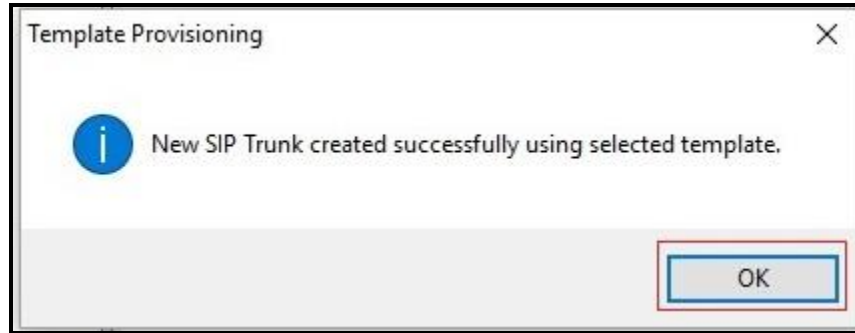 Template Provisioning
New SIP Trunk created successfully using selected template.
OK